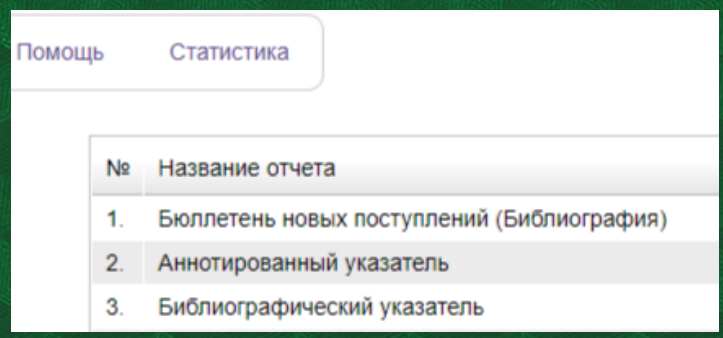 Помощь Статистика
№ Название отчета
1. Бюллетень новых поступлений (Библиография)
2. Аннотированный указатель
3. Библиографический указатель